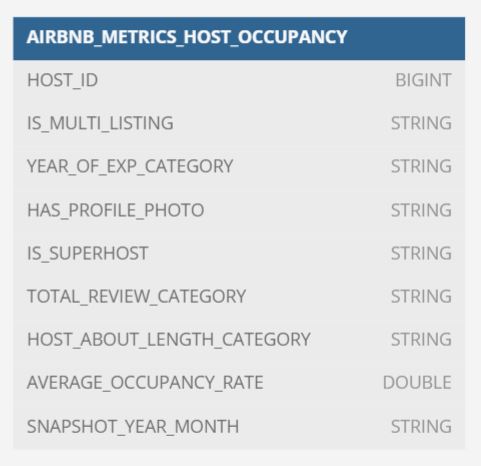 AIRBNB_METRICS_HOST_OCCUPANCY
HOST_ID BIGINT
IS_MULTI_LISTING STRING
YEAR_OF_EXP_CATEGORY STRING
HAS_PROFILE_PHOTO STRING
IS_SUPERHOST STRING
TOTAL_REVIEW_CATEGORY STRING
HOST_ABOUT_LENGTH_CATEGORY STRING
AVERAGE_OCCUPANCY_RATE DOUBLE
SNAPSHOT_YEAR_MONTH STRING